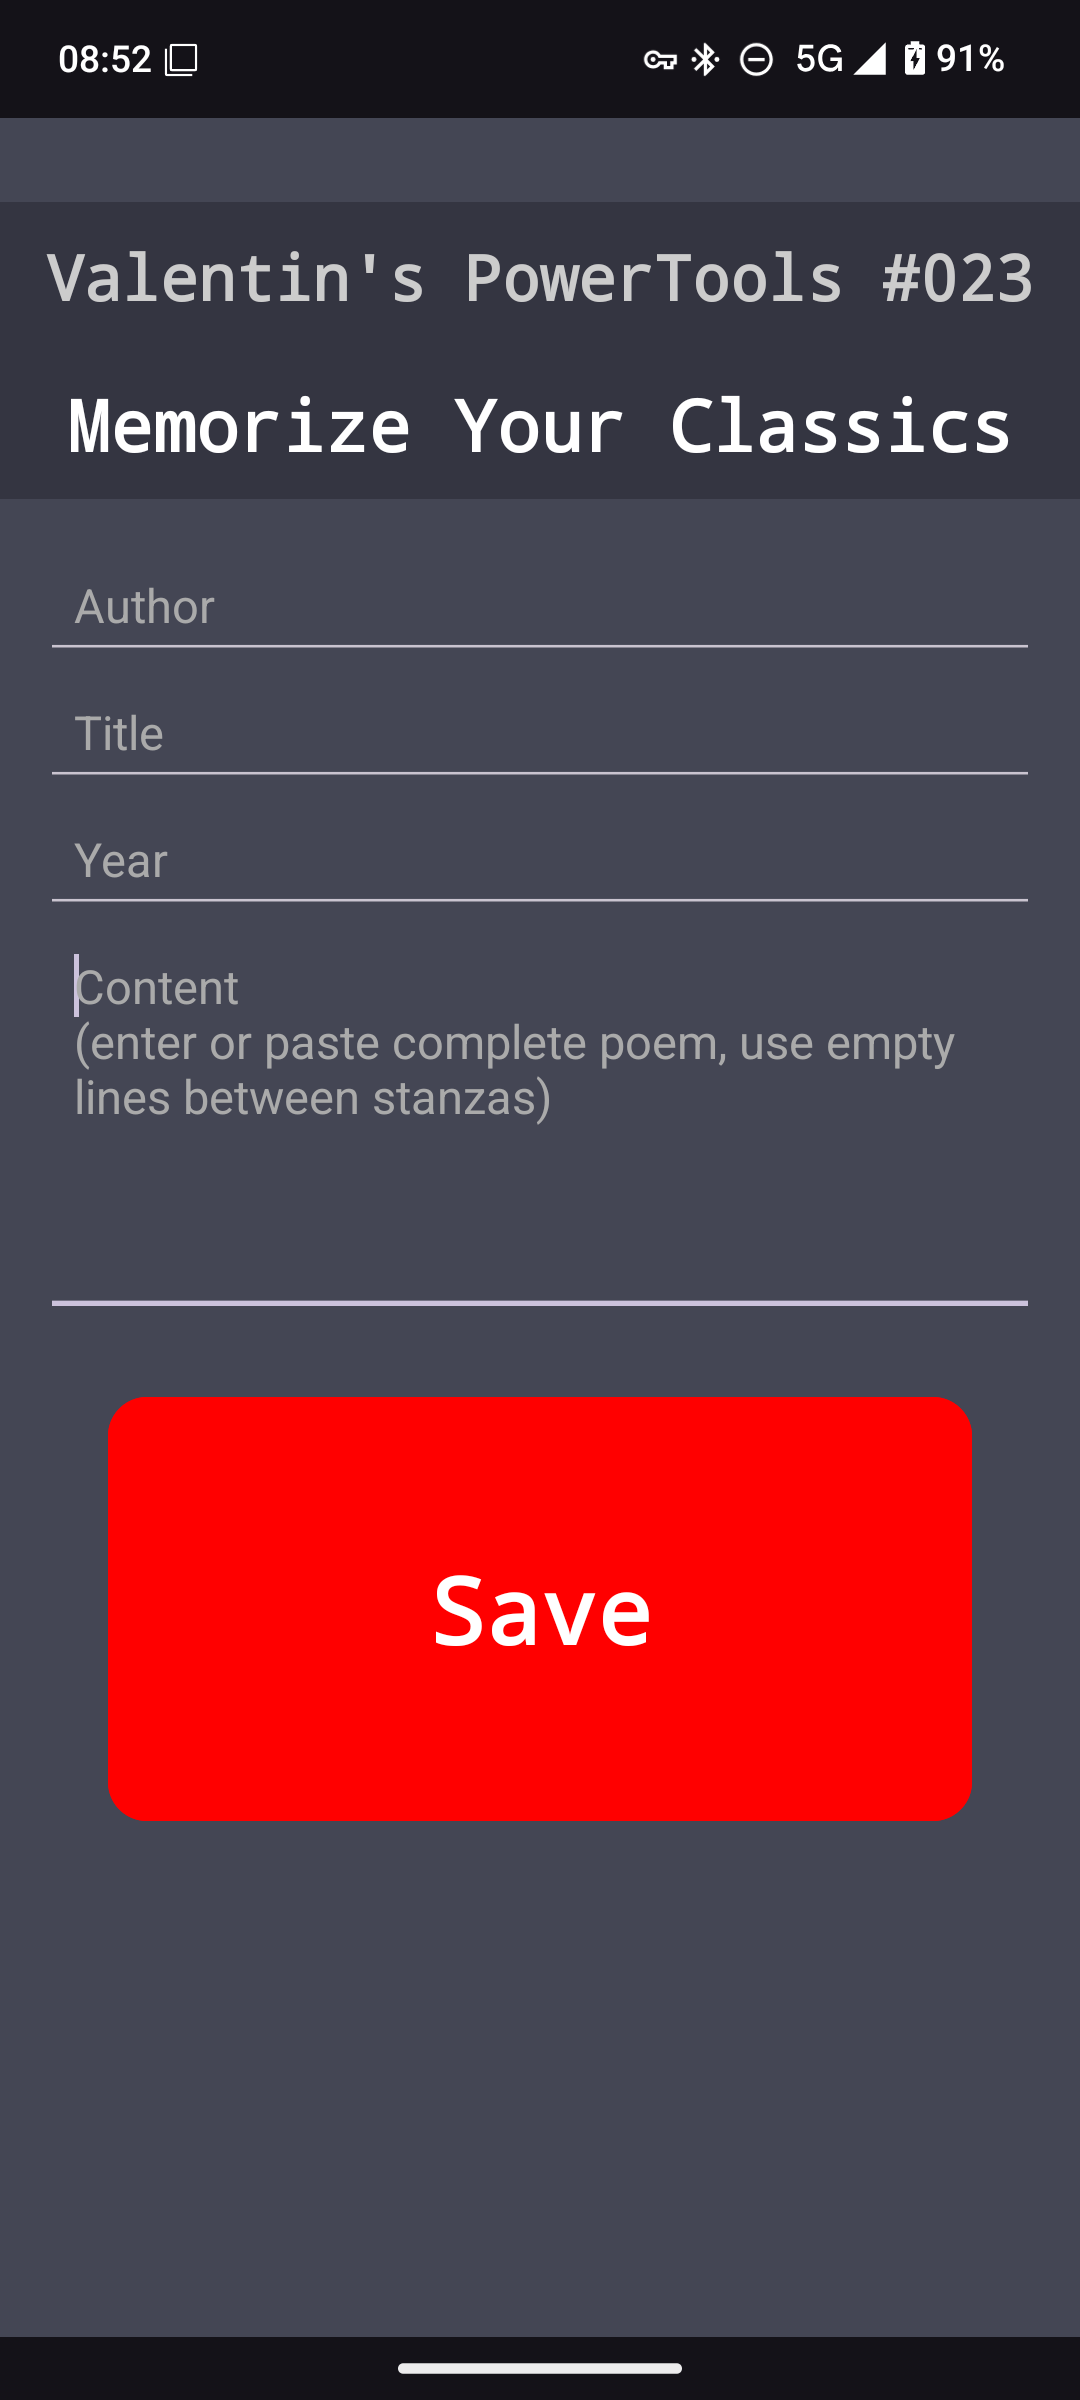 08:52 5G 91%
Valentin's PowerTools #023
Memorize Your Classics
Author
Title
Year
Content
(enter or paste complete poem, use empty
lines between stanzas)
Save